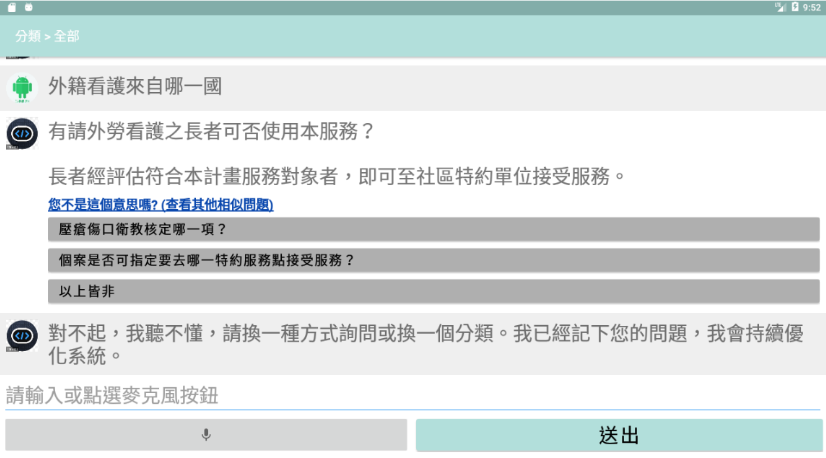 9:52
分類 > 全部
外籍看護來自哪一國
有請外勞看護之長者可否使用本服務？
長者經評估符合本計畫服務對象者，即可至社區特約單位接受服務。
您不是這個意思嗎? (查看其他相似問題)
壓瘡傷口衛教核定哪一項？
個案是否可指定要去哪一特約服務點接受服務？
以上皆非
對不起，我聽不懂，請換一種方式詢問或換一個分類。我已經記下您的問題，我會持續優
化系統。
請輸入或點選麥克風按鈕
送出